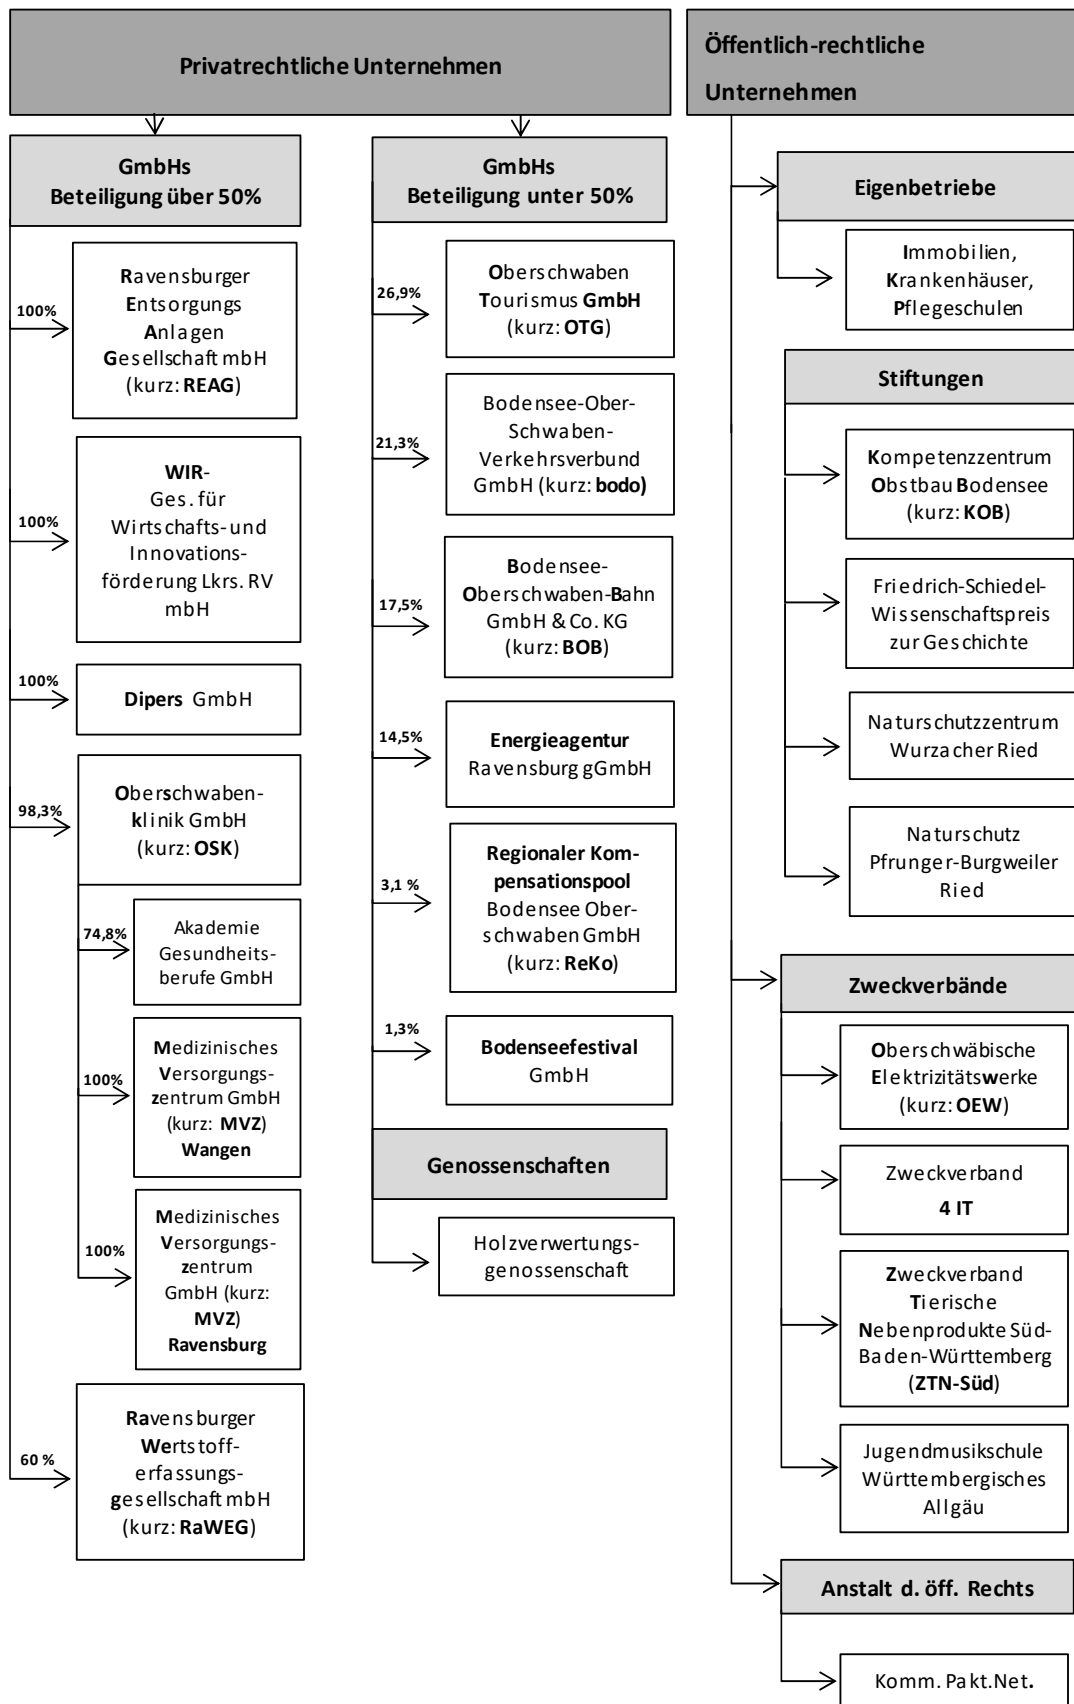 Privatrechtliche Unternehmen
GmbHs
Beteiligung über 50%
100%
Ravensburger
Entsorgungs
Anlagen
Gesellschaft mbH
(kurz: REAG)
100%
WIR-
Ges. für
Wirtschafts- und
Innovations-
förderung Lkrs. RV
mbH
100%
Dipers GmbH
98,3%
Oberschwaben-
klinik GmbH
(kurz: OSK)
74,8%
Akademie
Gesundheits-
berufe GmbH
100%
Medizinisches
Versorgungs-
zentrum GmbH
(kurz: MVZ)
Wangen
100%
Medizinisches
Versorgungs-
zentrum
GmbH (kurz:
MVZ)
Ravensburg
60 %
Ravensburger
Wertstoff-
erfassungs-
gesellschaft mbH
(kurz: RaWEG)
GmbHs
Beteiligung unter 50%
26,9%
Oberschwaben
Tourismus GmbH
(kurz: OTG)
21,3%
Bodensee-Ober-
Schwaben-
Verkehrsverbund
GmbH (kurz: bodo)
17,5%
Bodensee-
Oberschwaben-Bahn
GmbH & Co. KG
(kurz: BOB)
14,5%
Energieagentur
Ravensburg gGmbH
3,1 %
Regionaler Kom-
pensationspool
Bodensee Ober-
schwaben GmbH
(kurz: ReKo)
1,3%
Bodenseefestival
GmbH
Genossenschaften
Holzverwertungs-
genossenschaft
Öffentlich-rechtliche
Unternehmen
Eigenbetriebe
Immobilien,
Krankenhäuser,
Pflegeschulen
Stiftungen
Kompetenzzentrum
Obstbau Bodensee
(kurz: KOB)
Friedrich-Schiedel-
Wissenschaftspreis
zur Geschichte
Naturschutzzentrum
Wurzacher Ried
Naturschutz
Pfrunger-Burgweiler
Ried
Zweckverbände
Oberschwäbische
Elektrizitätswerke
(kurz: OEW)
Zweckverband
4 IT
Zweckverband
Tierische
Nebenprodukte Süd-
Baden-Württemberg
(ZTN-Süd)
Jugendmusikschule
Württembergisches
Allgäu
Anstalt d. öff. Rechts
Komm. Pakt.Net.